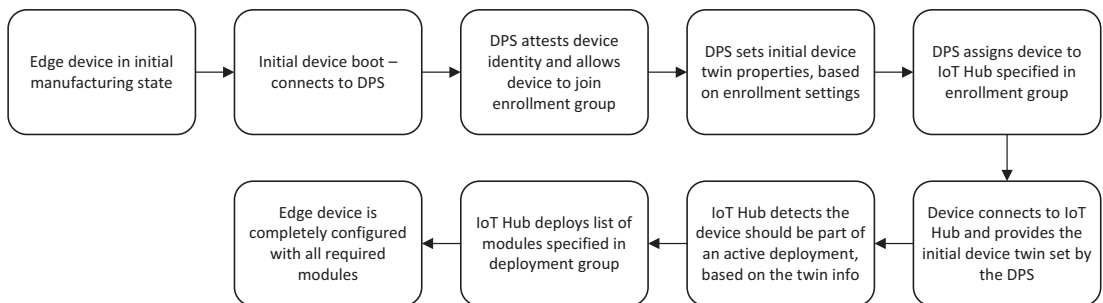 Edge device in initial
manufacturing state
Initial device boot –
connects to DPS
DPS attests device
identity and allows
device to join
enrollment group
DPS sets initial device
twin properties, based
on enrollment settings
DPS assigns device to
IoT Hub specified in
enrollment group
Device connects to IoT
Hub and provides the
initial device twin set by
the DPS
IoT Hub detects the
device should be part of
an active deployment,
based on the twin info
IoT Hub deploys list of
modules specified in
deployment group
Edge device is
completely configured
with all required
modules